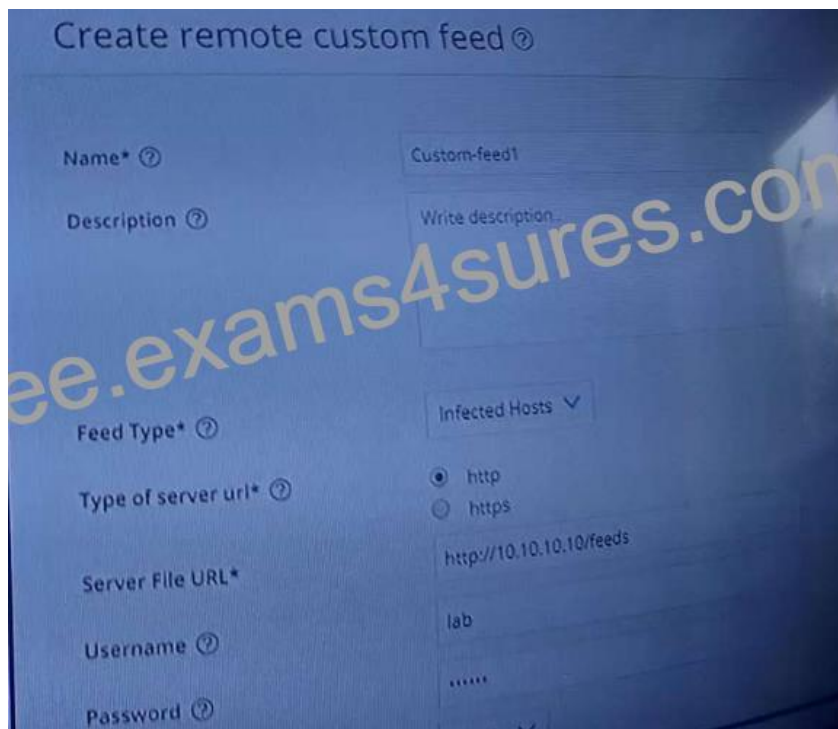 Create remote custom feed ?
Name* ? Custom-feed1
Description ? Write description..
ee.exams4sures.com
Feed Type* ? Infected Hosts
Type of server url* ? http
https
Server File URL* http://10.10.10.10/feeds
Username ? lab
Password ? ••••••